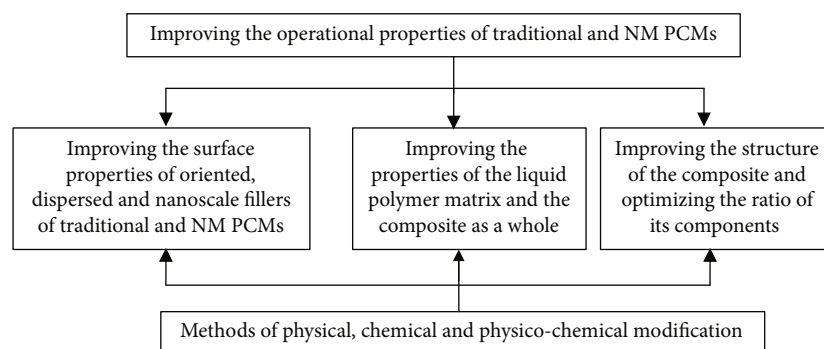 Improving the operational properties of traditional and NM PCMs
Improving the surface
properties of oriented,
dispersed and nanoscale fillers
of traditional and NM PCMs
Improving the
properties of the liquid
polymer matrix and the
composite as a whole
Improving the structure
of the composite and
optimizing the ratio of
its components
Methods of physical, chemical and physico-chemical modification